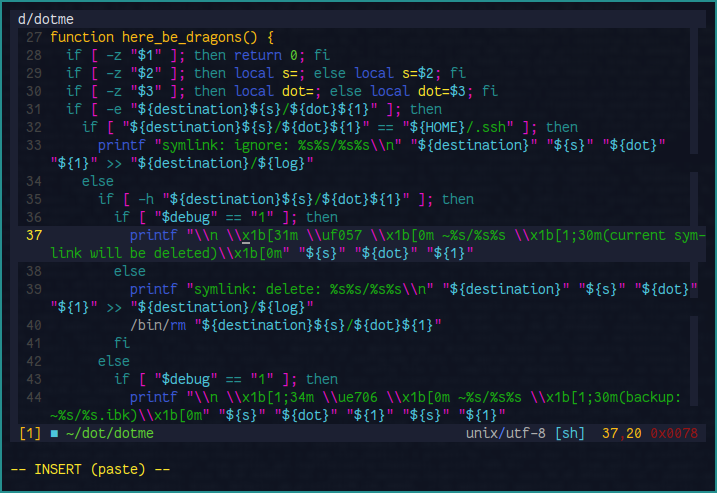 d/dotme
27 function here_be_dragons() {
28   if [ -z "$1" ]; then return 0; fi
29   if [ -z "$2" ]; then local s=; else local s=$2; fi
30   if [ -z "$3" ]; then local dot=; else local dot=$3; fi
31   if [ -e "${destination}${s}/${dot}${1}" ]; then
32     if [ "${destination}${s}/${dot}${1}" == "${HOME}/.ssh" ]; then
33       printf "symlink: ignore: %s%s/%s%s\\n" "${destination}" "${s}" "${dot}"
"${1}" >> "${destination}/${log}"
34     else
35       if [ -h "${destination}${s}/${dot}${1}" ]; then
36         if [ "$debug" == "1" ]; then
37           printf "\\n \\x1b[31m \\uf057 \\x1b[0m ~%s/%s%s \\x1b[1;30m(current sym-
link will be deleted)\\x1b[0m" "${s}" "${dot}" "${1}"
38         else
39           printf "symlink: delete: %s%s/%s%s\\n" "${destination}" "${s}" "${dot}"
"${1}" >> "${destination}/${log}"
40           /bin/rm "${destination}${s}/${dot}${1}"
41         fi
42       else
43         if [ "$debug" == "1" ]; then
44           printf "\\n \\x1b[1;34m \\ue706 \\x1b[0m ~%s/%s%s \\x1b[1;30m(backup:
~%s/%s.ibk)\\x1b[0m" "${s}" "${dot}" "${1}" "${s}" "${1}"
[1] ■ ~/dot/dotme unix/utf-8 [sh] 37,20 0x0078
-- INSERT (paste) --